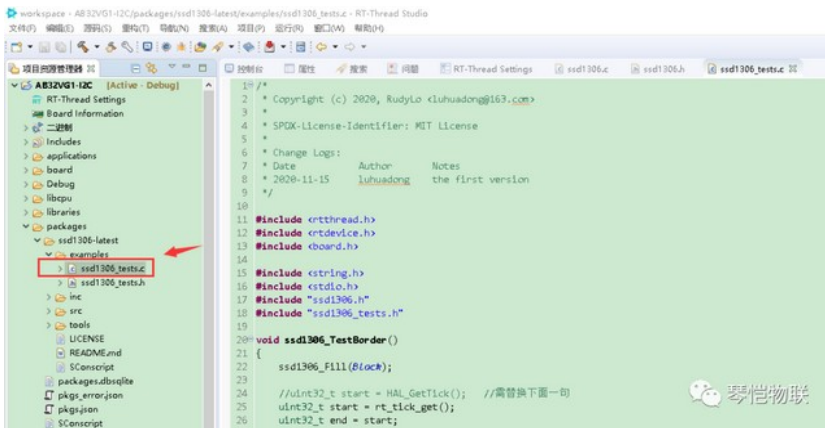 workspace - AB32VG1-I2C/packages/ssd1306-latest/examples/ssd1306_tests.c - RT-Thread Studio
文件(F) 编辑(E) 源码(S) 重构(T) 导航(N) 搜索(A) 项目(P) 运行(R) 窗口(W) 帮助(H)
项目资源管理器
控制台 属性 搜索 问题 RT-Thread Settings ssd1306.c ssd1306.h ssd1306_tests.c
AB32VG1-I2C [Active - Debug]
RT-Thread Settings
Board Information
二进制
Includes
applications
board
Debug
libcpu
libraries
packages
ssd1306-latest
examples
ssd1306_tests.c
ssd1306_tests.h
inc
src
tools
LICENSE
README.md
SConscript
packages.dbsqlite
pkgs_error.json
pkgs.json
SConscript
1 /*
2 * Copyright (c) 2020, RudyLo <luhuadong@163.com>
3 *
4 * SPDX-License-Identifier: MIT License
5 *
6 * Change Logs:
7 * Date Author Notes
8 * 2020-11-15 luhuadong the first version
9 */
10
11 #include <rtthread.h>
12 #include <rtdevice.h>
13 #include <board.h>
14
15 #include <string.h>
16 #include <stdio.h>
17 #include "ssd1306.h"
18 #include "ssd1306_tests.h"
19
20 void ssd1306_TestBorder()
21 {
22 ssd1306_Fill(Black);
23
24 //uint32_t start = HAL_GetTick(); //需替换下面一句
25 uint32_t start = rt_tick_get();
26 uint32_t end = start;
琴恺物联